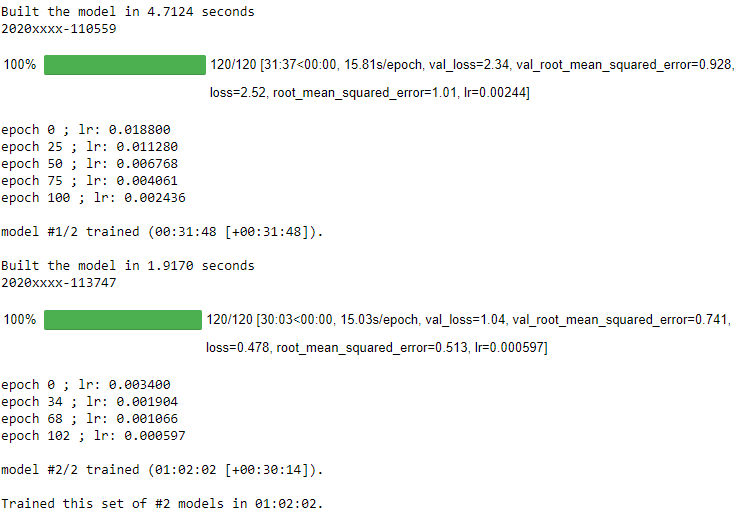 Built the model in 4.7124 seconds
2020xxxx-110559
100% 120/120 [31:37<00:00, 15.81s/epoch, val_loss=2.34, val_root_mean_squared_error=0.928,
loss=2.52, root_mean_squared_error=1.01, lr=0.00244]
epoch 0 ; lr: 0.018800
epoch 25 ; lr: 0.011280
epoch 50 ; lr: 0.006768
epoch 75 ; lr: 0.004061
epoch 100 ; lr: 0.002436
model #1/2 trained (00:31:48 [+00:31:48]).
Built the model in 1.9170 seconds
2020xxxx-113747
100% 120/120 [30:03<00:00, 15.03s/epoch, val_loss=1.04, val_root_mean_squared_error=0.741,
loss=0.478, root_mean_squared_error=0.513, lr=0.000597]
epoch 0 ; lr: 0.003400
epoch 34 ; lr: 0.001904
epoch 68 ; lr: 0.001066
epoch 102 ; lr: 0.000597
model #2/2 trained (01:02:02 [+00:30:14]).
Trained this set of #2 models in 01:02:02.